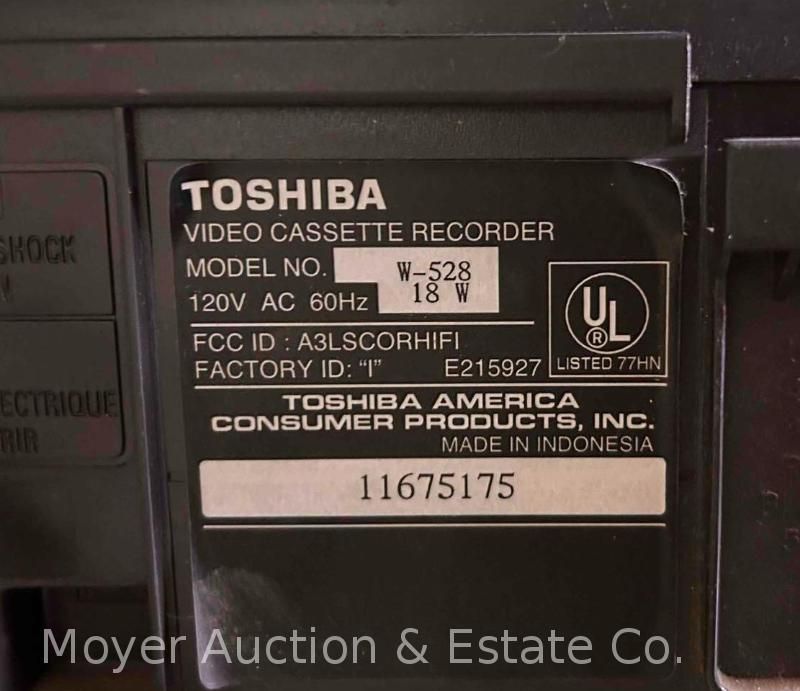 SHOCK
ECTRIQUE
RIR
TOSHIBA
VIDEO CASSETTE RECORDER
MODEL NO. W-528
120V AC 60Hz 18 W
UL
®
LISTED 77HN
FCC ID : A3LSCORHIFI
FACTORY ID: “I” E215927
TOSHIBA AMERICA
CONSUMER PRODUCTS, INC.
MADE IN INDONESIA
11675175
Moyer Auction & Estate Co.